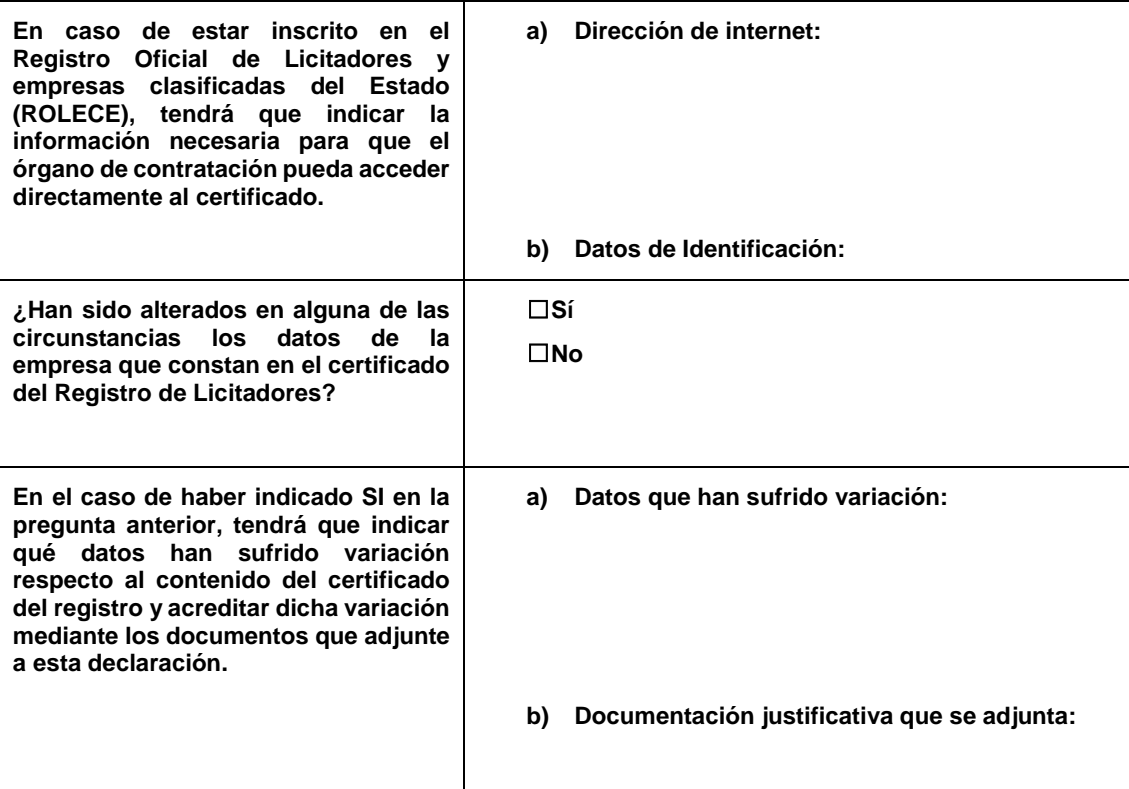 En caso de estar inscrito en el
Registro Oficial de Licitadores y
empresas clasificadas del Estado
(ROLECE), tendrá que indicar la
información necesaria para que el
órgano de contratación pueda acceder
directamente al certificado.
a) Dirección de internet:
b) Datos de Identificación:
¿Han sido alterados en alguna de las
circunstancias los datos de la
empresa que constan en el certificado
del Registro de Licitadores?
☐Sí
☐No
En el caso de haber indicado SI en la
pregunta anterior, tendrá que indicar
qué datos han sufrido variación
respecto al contenido del certificado
del registro y acreditar dicha variación
mediante los documentos que adjunte
a esta declaración.
a) Datos que han sufrido variación:
b) Documentación justificativa que se adjunta: